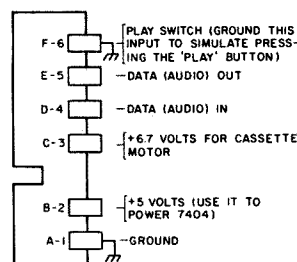 F-6 PLAY SWITCH (GROUND THIS
INPUT TO SIMULATE PRESS-
ING THE 'PLAY' BUTTON)
E-5 DATA (AUDIO) OUT
D-4 DATA (AUDIO) IN
C-3 +6.7 VOLTS FOR CASSETTE
MOTOR
B-2 +5 VOLTS (USE IT TO
POWER 7404)
A-1 GROUND